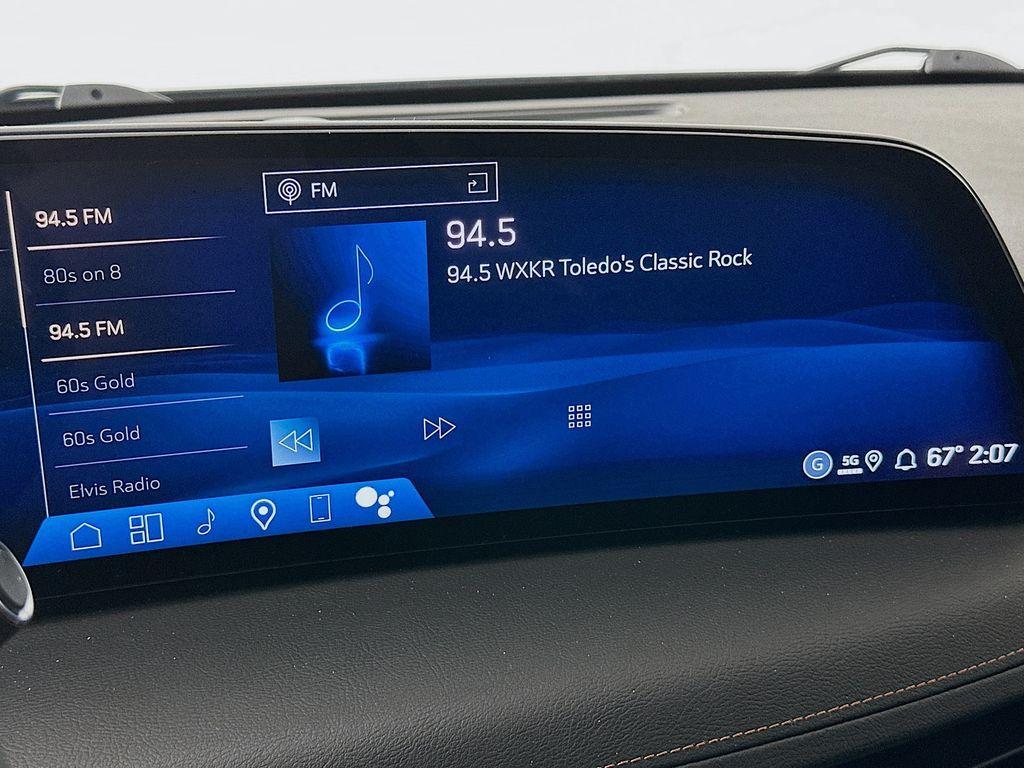 94.5 FM
80s on 8
94.5 FM
60s Gold
60s Gold
Elvis Radio
FM
94.5
94.5 WXKR Toledo's Classic Rock
G 5G 67° 2:07